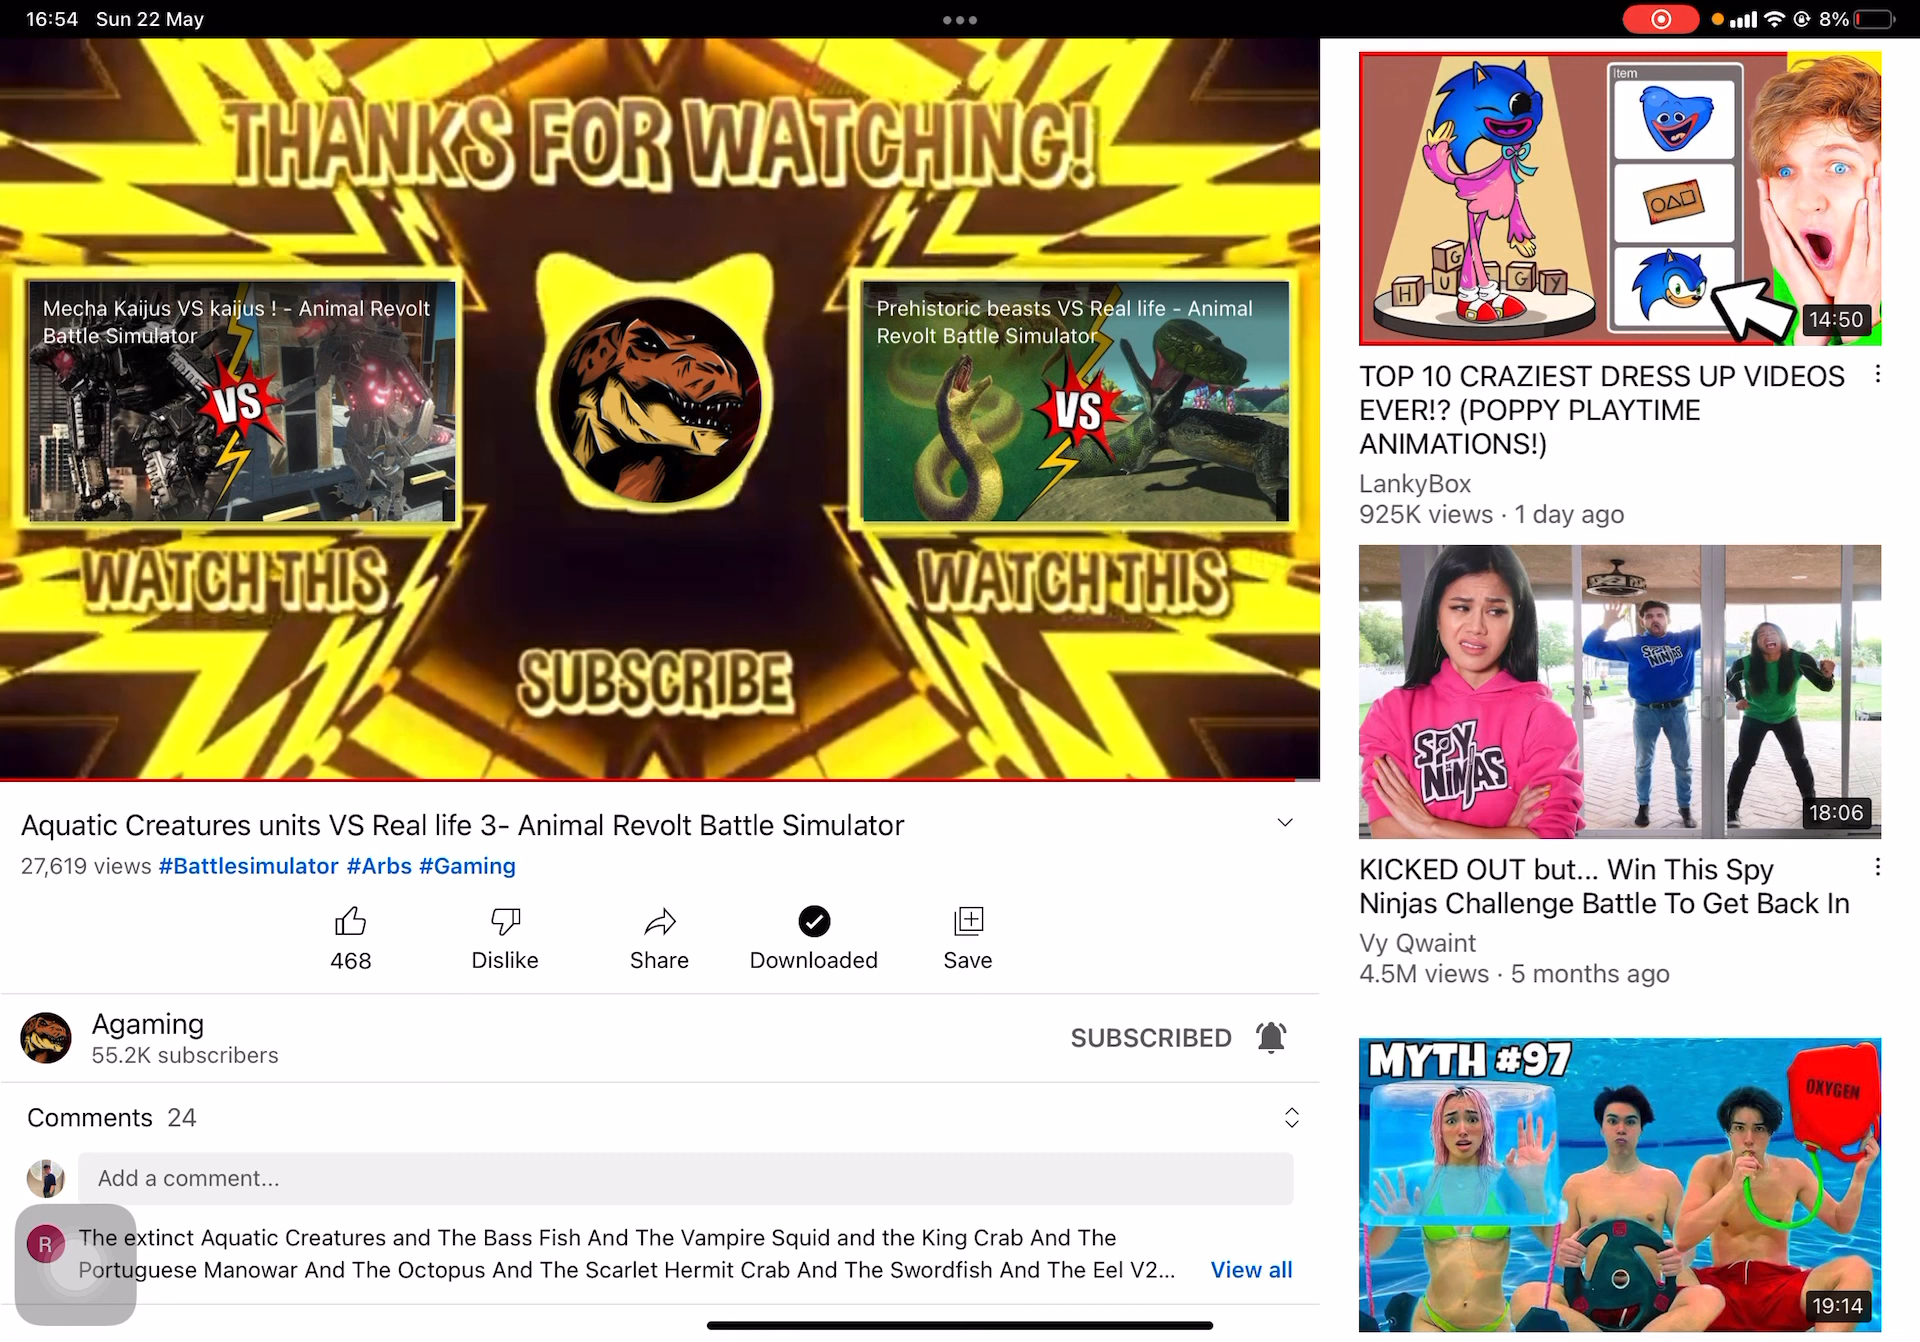 16:54 Sun 22 May
8%
THANKS FOR WATCHING!
Mecha Kaijus VS kaijus ! - Animal Revolt
Battle Simulator
VS
Prehistoric beasts VS Real life - Animal
Revolt Battle Simulator
VS
WATCH THIS
WATCH THIS
SUBSCRIBE
Aquatic Creatures units VS Real life 3- Animal Revolt Battle Simulator
27,619 views #Battlesimulator #Arbs #Gaming
468
Dislike
Share
Downloaded
Save
Agaming
55.2K subscribers
SUBSCRIBED
Comments 24
Add a comment...
R
The extinct Aquatic Creatures and The Bass Fish And The Vampire Squid and the King Crab And The
Portuguese Manowar And The Octopus And The Scarlet Hermit Crab And The Swordfish And The Eel V2...
View all
Item
H U G G Y
14:50
TOP 10 CRAZIEST DRESS UP VIDEOS
EVER!? (POPPY PLAYTIME
ANIMATIONS!)
LankyBox
925K views · 1 day ago
SPY
NINJAS
SPY
NINJAS
18:06
KICKED OUT but... Win This Spy
Ninjas Challenge Battle To Get Back In
Vy Qwaint
4.5M views · 5 months ago
MYTH #97
OXYGEN
19:14